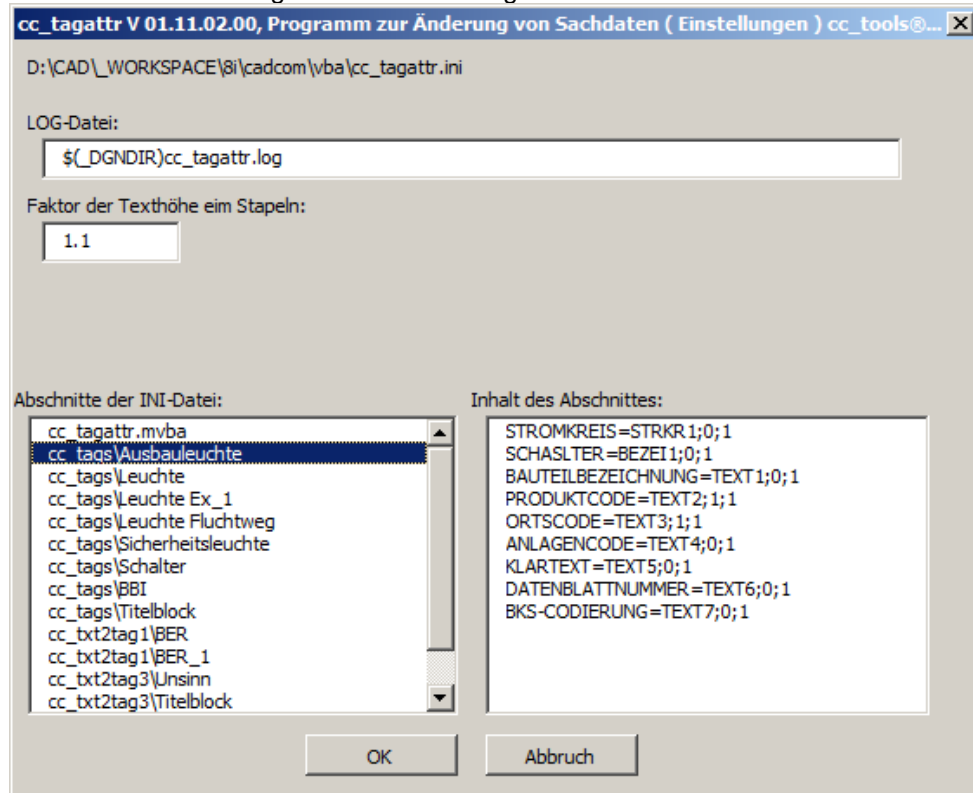 cc_tagattr V 01.11.02.00, Programm zur Änderung von Sachdaten ( Einstellungen ) cc_tools®...
D:\CAD\_WORKSPACE\8i\cadcom\vba\cc_tagattr.ini
LOG-Datei:
$(_DGNDIR)cc_tagattr.log
Faktor der Texthöhe eim Stapeln:
1.1
Abschnitte der INI-Datei:
cc_tagattr.mvba
cc_tags\Ausbauleuchte
cc_tags\Leuchte
cc_tags\Leuchte Ex_1
cc_tags\Leuchte Fluchtweg
cc_tags\Sicherheitsleuchte
cc_tags\Schalter
cc_tags\BBI
cc_tags\Titelblock
cc_txt2tag1\BER
cc_txt2tag1\BER_1
cc_txt2tag3\Unsinn
cc_txt2tag3\Titelblock
Inhalt des Abschnittes:
STROMKREIS=STRKR1;0;1
SCHASLTER=BEZEI1;0;1
BAUTEILBEZEICHNUNG=TEXT1;0;1
PRODUKTCODE=TEXT2;1;1
ORTSCODE=TEXT3;1;1
ANLAGENCODE=TEXT4;0;1
KLARTEXT=TEXT5;0;1
DATENBLATTNUMMER=TEXT6;0;1
BKS-CODIERUNG=TEXT7;0;1
OK
Abbruch